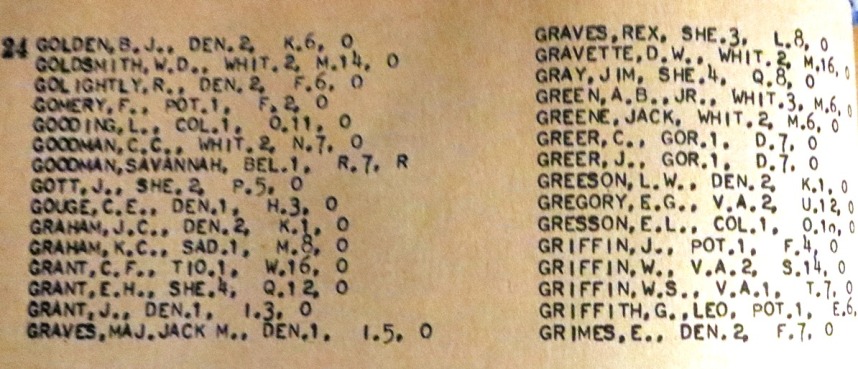 24 GOLDEN, B.J., DEN.2, K.6, O
GOLDSMITH, W.D., WHIT.2, M.14, O
GOLIGHTLY, R., DEN.2, F.6, O
GOMERY, F., POT.1, F.2, O
GOODING, L., COL.1, O.11, O
GOODMAN, C.C., WHIT.2, N.7, O
GOODMAN, SAVANNAH, BEL.1, R.7, R
GOTT, J., SHE.2, P.5, O
GOUGE, C.E., DEN.1, H.3, O
GRAHAM, J.C., DEN.2, K.1, O
GRAHAM, K.C., SAD.1, M.8, O
GRANT, C.F., TIO.1, W.16, O
GRANT, E.H., SHE.4, Q.12, O
GRANT, J., DEN.1, I.3, O
GRAVES, MAJ. JACK M., DEN.1, I.5, O
GRAVES, REX, SHE.3, L.8, O
GRAVETTE, D.W., WHIT.2, M.16, O
GRAY, JIM, SHE.4, Q.8, O
GREEN, A.B., JR., WHIT.3, M.6, O
GREENE, JACK, WHIT.2, M.6, O
GREER, C., GOR.1, D.7, O
GREER, J., GOR.1, D.7, O
GREESON, L.W., DEN.2, K.1, O
GREGORY, E.G., V.A.2, U.12, O
GRESSON, E.L., COL.1, O.10, O
GRIFFIN, J., POT.1, F.4, O
GRIFFIN, W., V.A.2, S.14, O
GRIFFIN, W.S., V.A.1, T.7, O
GRIFFITH, G., LEO, POT.1, E.6,
GRIMES, E., DEN.2, F.7, O